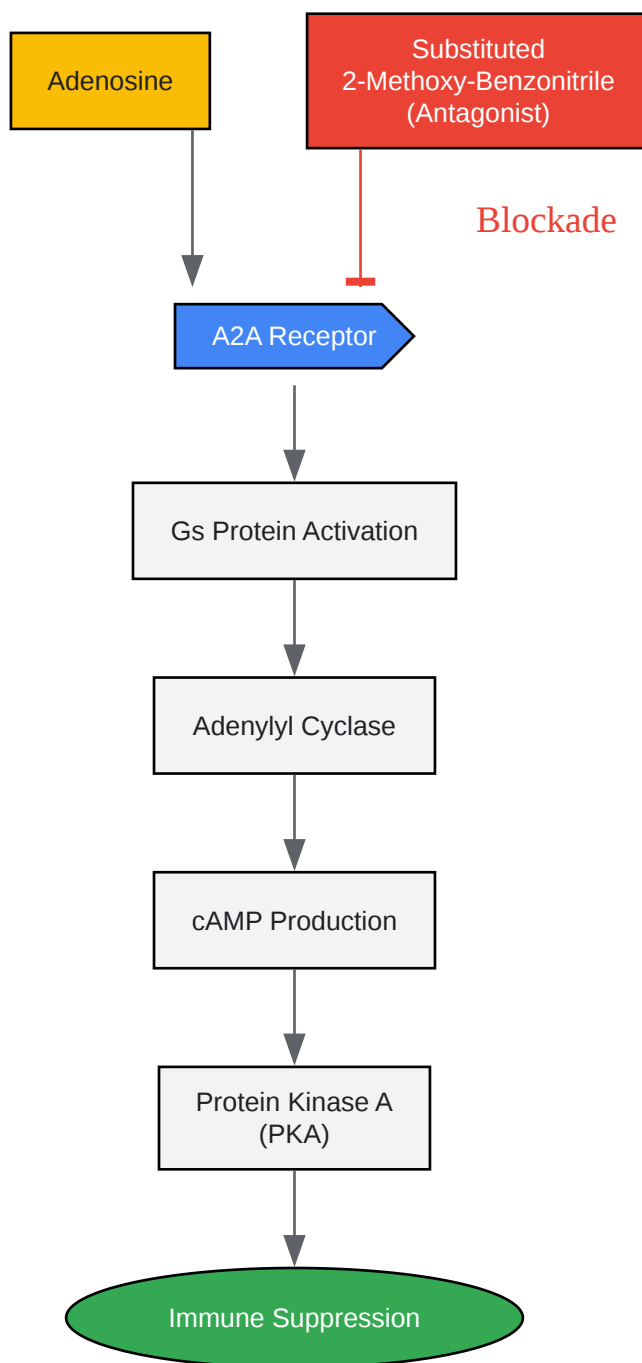 Adenosine
Substituted
2-Methoxy-Benzonitrile
(Antagonist)
Blockade
A2A Receptor
Gs Protein Activation
Adenylyl Cyclase
cAMP Production
Protein Kinase A
(PKA)
Immune Suppression